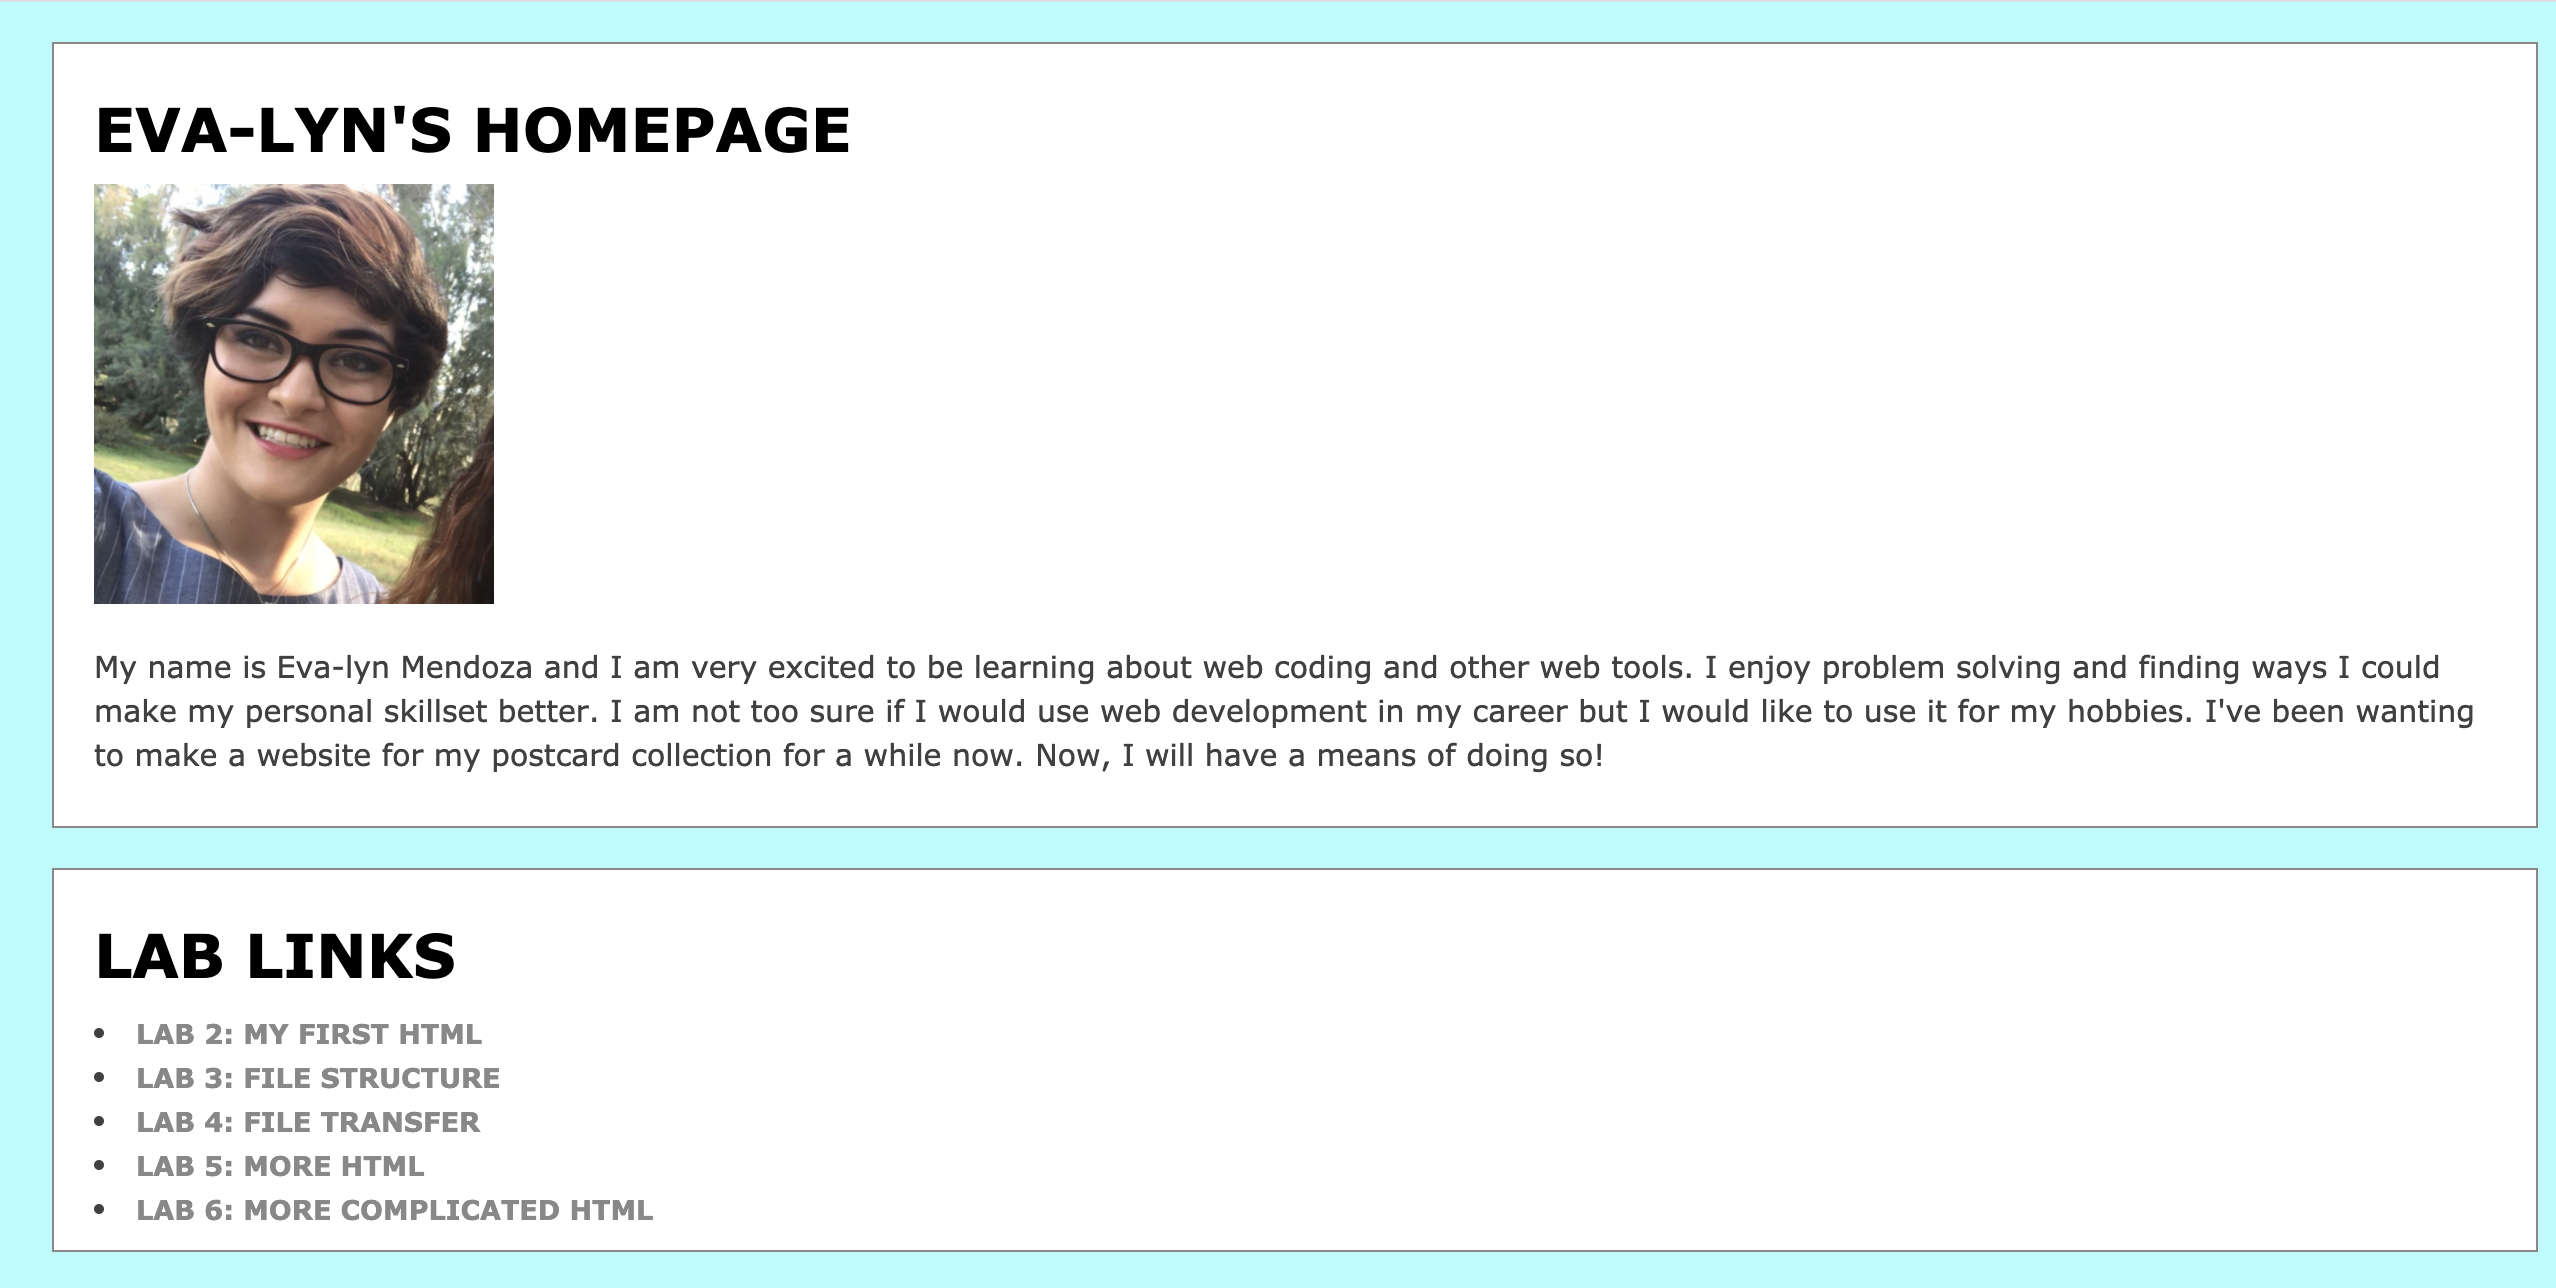 EVA-LYN'S HOMEPAGE
My name is Eva-lyn Mendoza and I am very excited to be learning about web coding and other web tools. I enjoy problem solving and finding ways I could
make my personal skillset better. I am not too sure if I would use web development in my career but I would like to use it for my hobbies. I've been wanting
to make a website for my postcard collection for a while now. Now, I will have a means of doing so!
LAB LINKS
• LAB 2: MY FIRST HTML
• LAB 3: FILE STRUCTURE
• LAB 4: FILE TRANSFER
• LAB 5: MORE HTML
• LAB 6: MORE COMPLICATED HTML